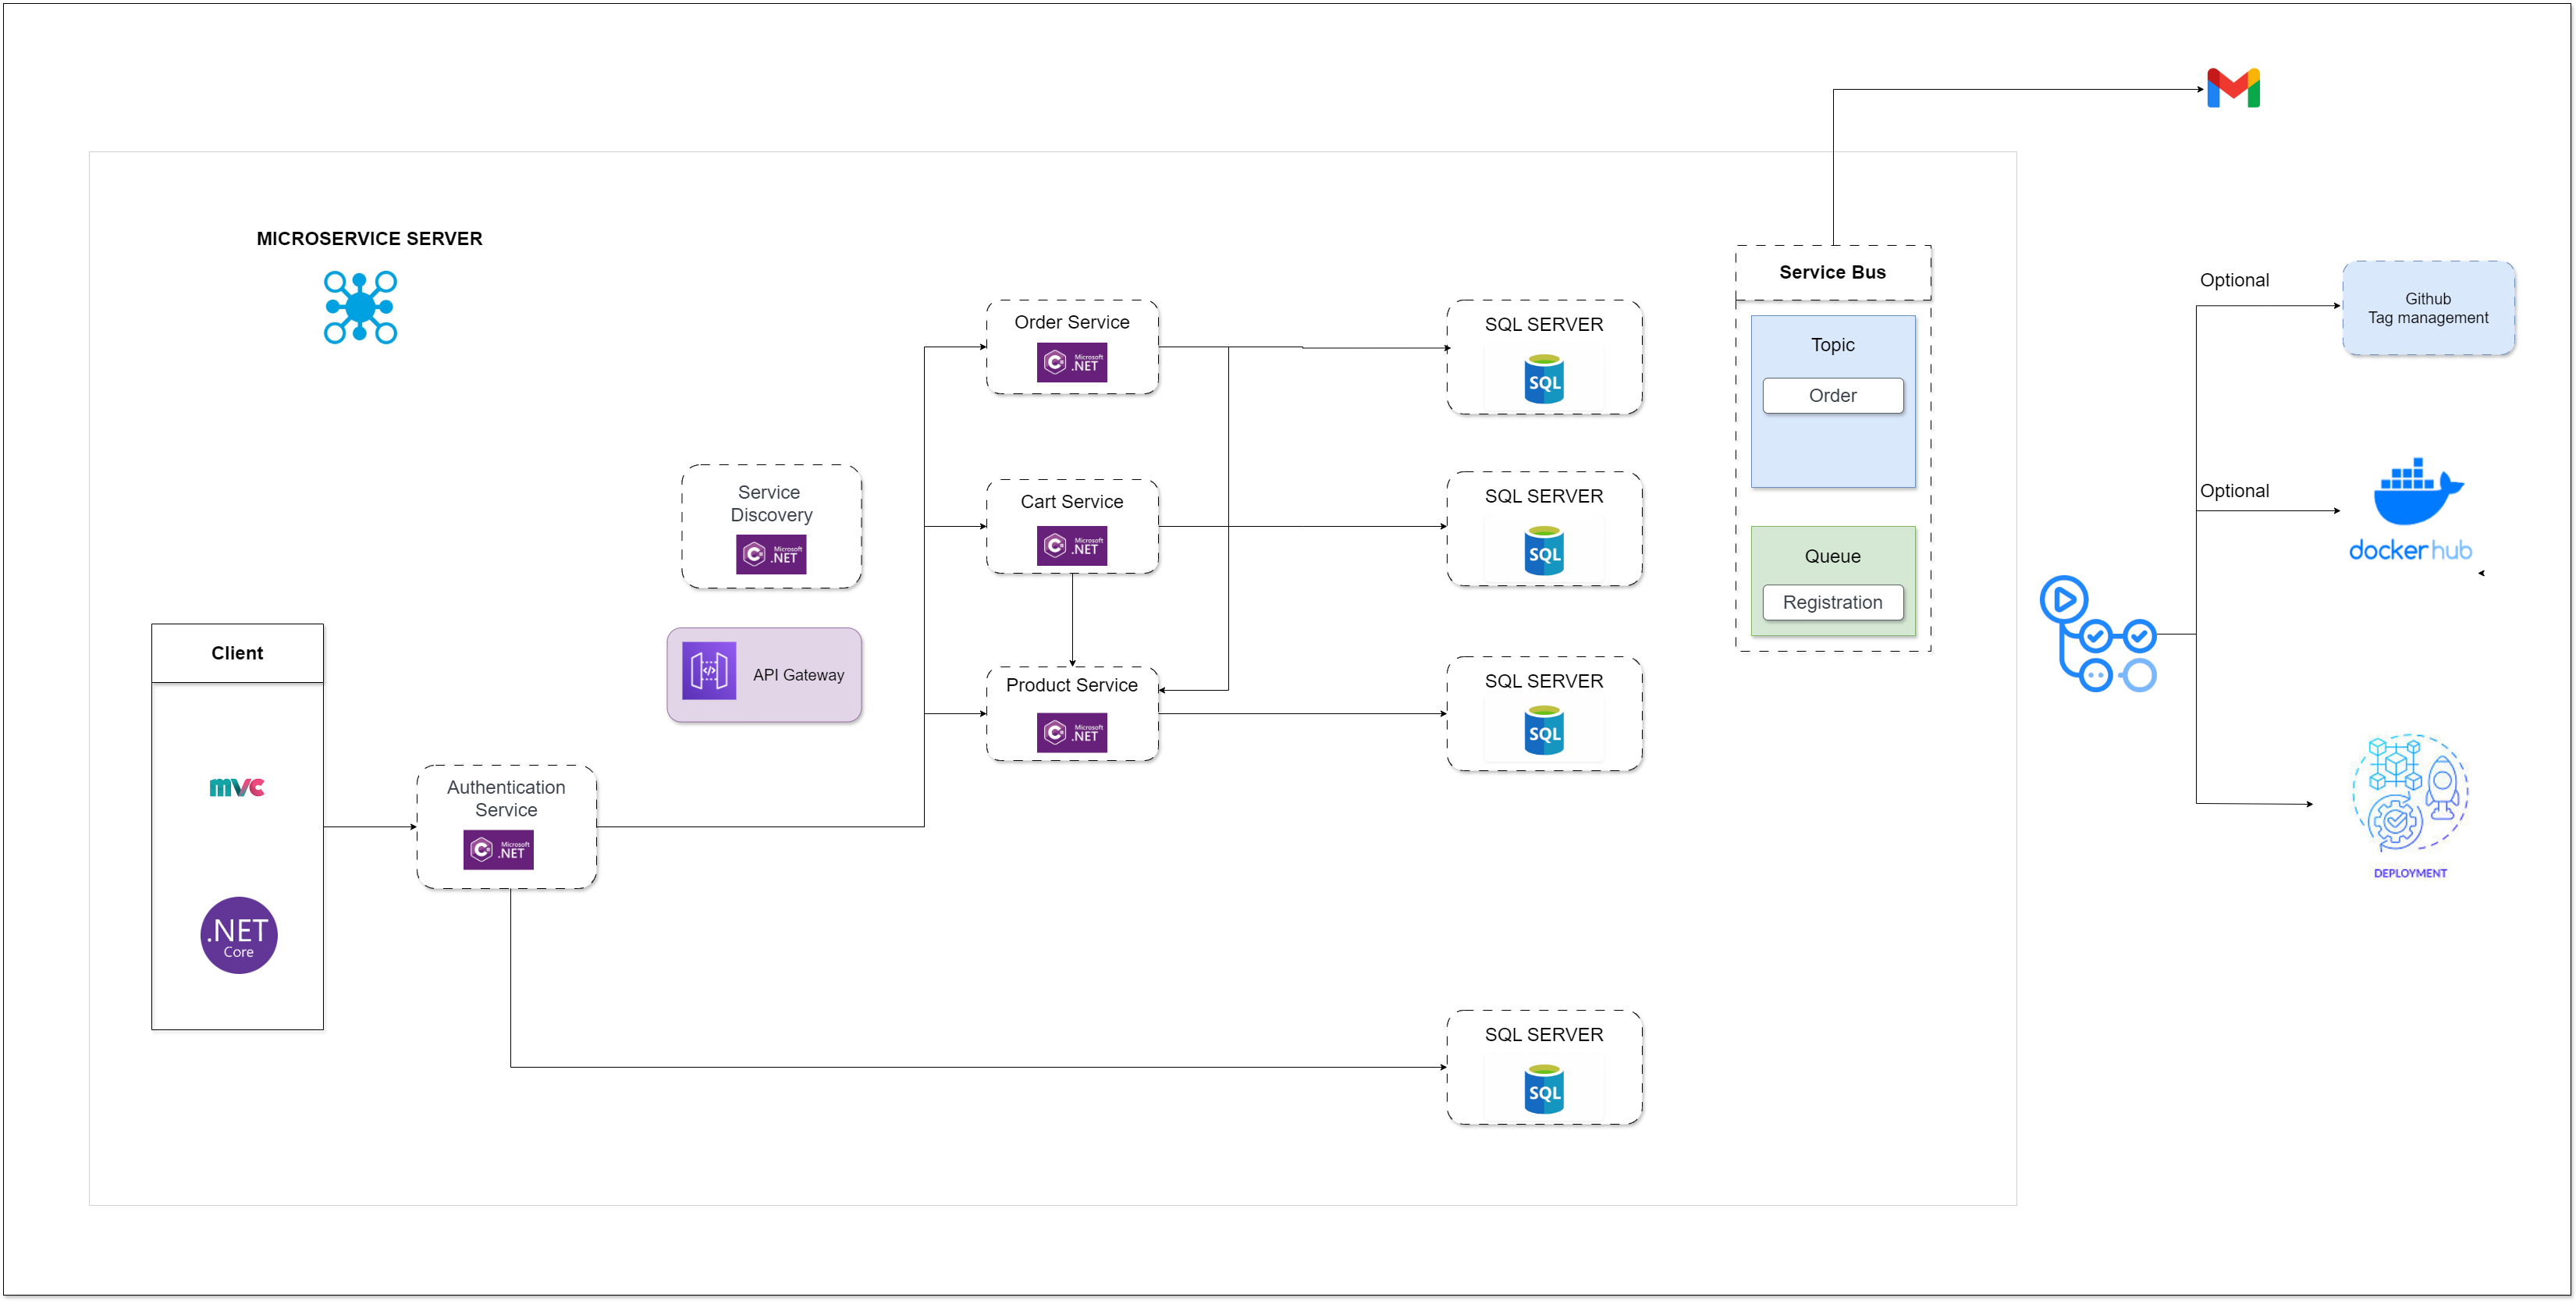 MICROSERVICE SERVER
Service Bus
Topic
Order
Queue
Registration
Order Service
C#
Microsoft
.NET
SQL SERVER
SQL
Service
Discovery
C#
Microsoft
.NET
Cart Service
C#
Microsoft
.NET
SQL SERVER
SQL
API Gateway
Product Service
C#
Microsoft
.NET
SQL SERVER
SQL
Client
mvc
.NET
Core
Authentication
Service
C#
Microsoft
.NET
SQL SERVER
SQL
Optional
Github
Tag management
Optional
dockerhub
DEPLOYMENT